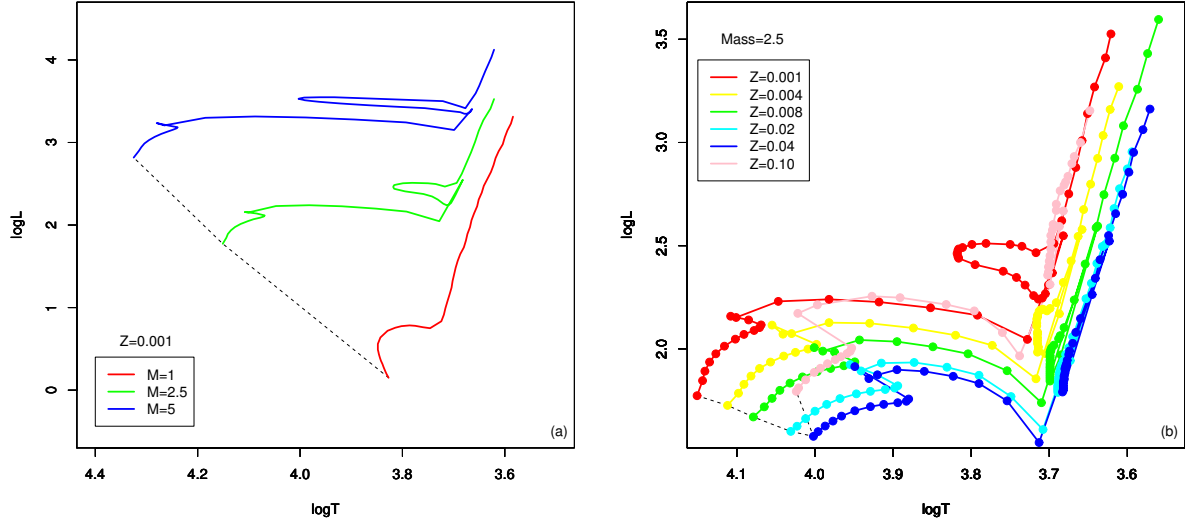 logL
4
3
2
1
0
Z=0.001
M=1
M=2.5
M=5
(a)
4.4
4.2
4.0
3.8
3.6
logT
logL
3.5
3.0
2.5
2.0
Mass=2.5
Z=0.001
Z=0.004
Z=0.008
Z=0.02
Z=0.04
Z=0.10
(b)
4.1
4.0
3.9
3.8
3.7
3.6
logT